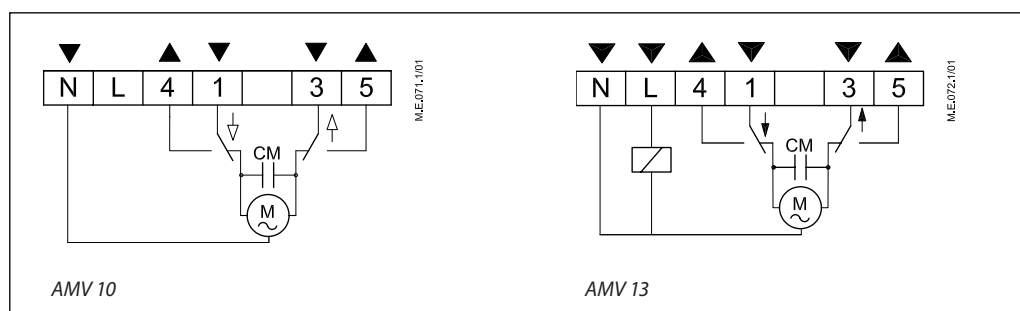 N L 4 1 3 5
CM
M
M.E.071.1/01
AMV 10
N L 4 1 3 5
CM
M
M.E.072.1/01
AMV 13